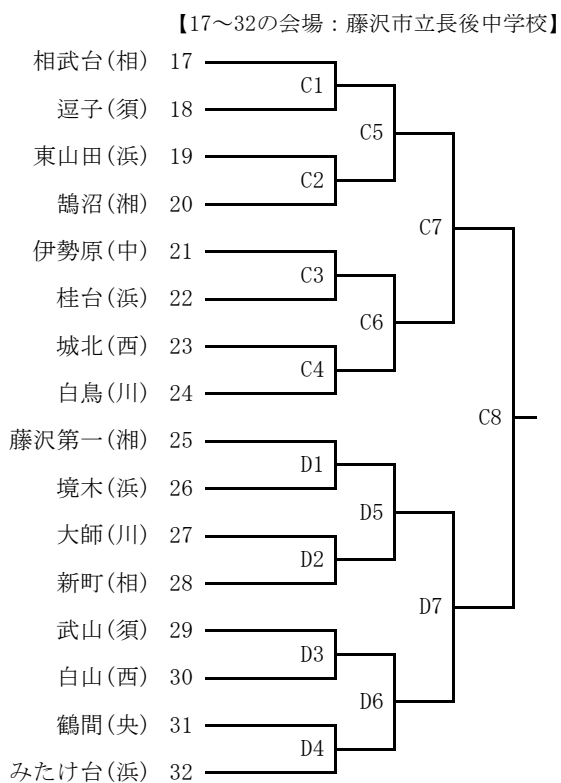 【17～32の会場：藤沢市立長後中学校】
相武台(相) 17
C1
逗子(須) 18
C5
東山田(浜) 19
C2
鵠沼(湘) 20
C7
伊勢原(中) 21
C3
桂台(浜) 22
C6
城北(西) 23
C4
白鳥(川) 24
C8
藤沢第一(湘) 25
D1
境木(浜) 26
D5
大師(川) 27
D2
新町(相) 28
D7
武山(須) 29
D3
白山(西) 30
D6
鶴間(央) 31
D4
みたけ台(浜) 32